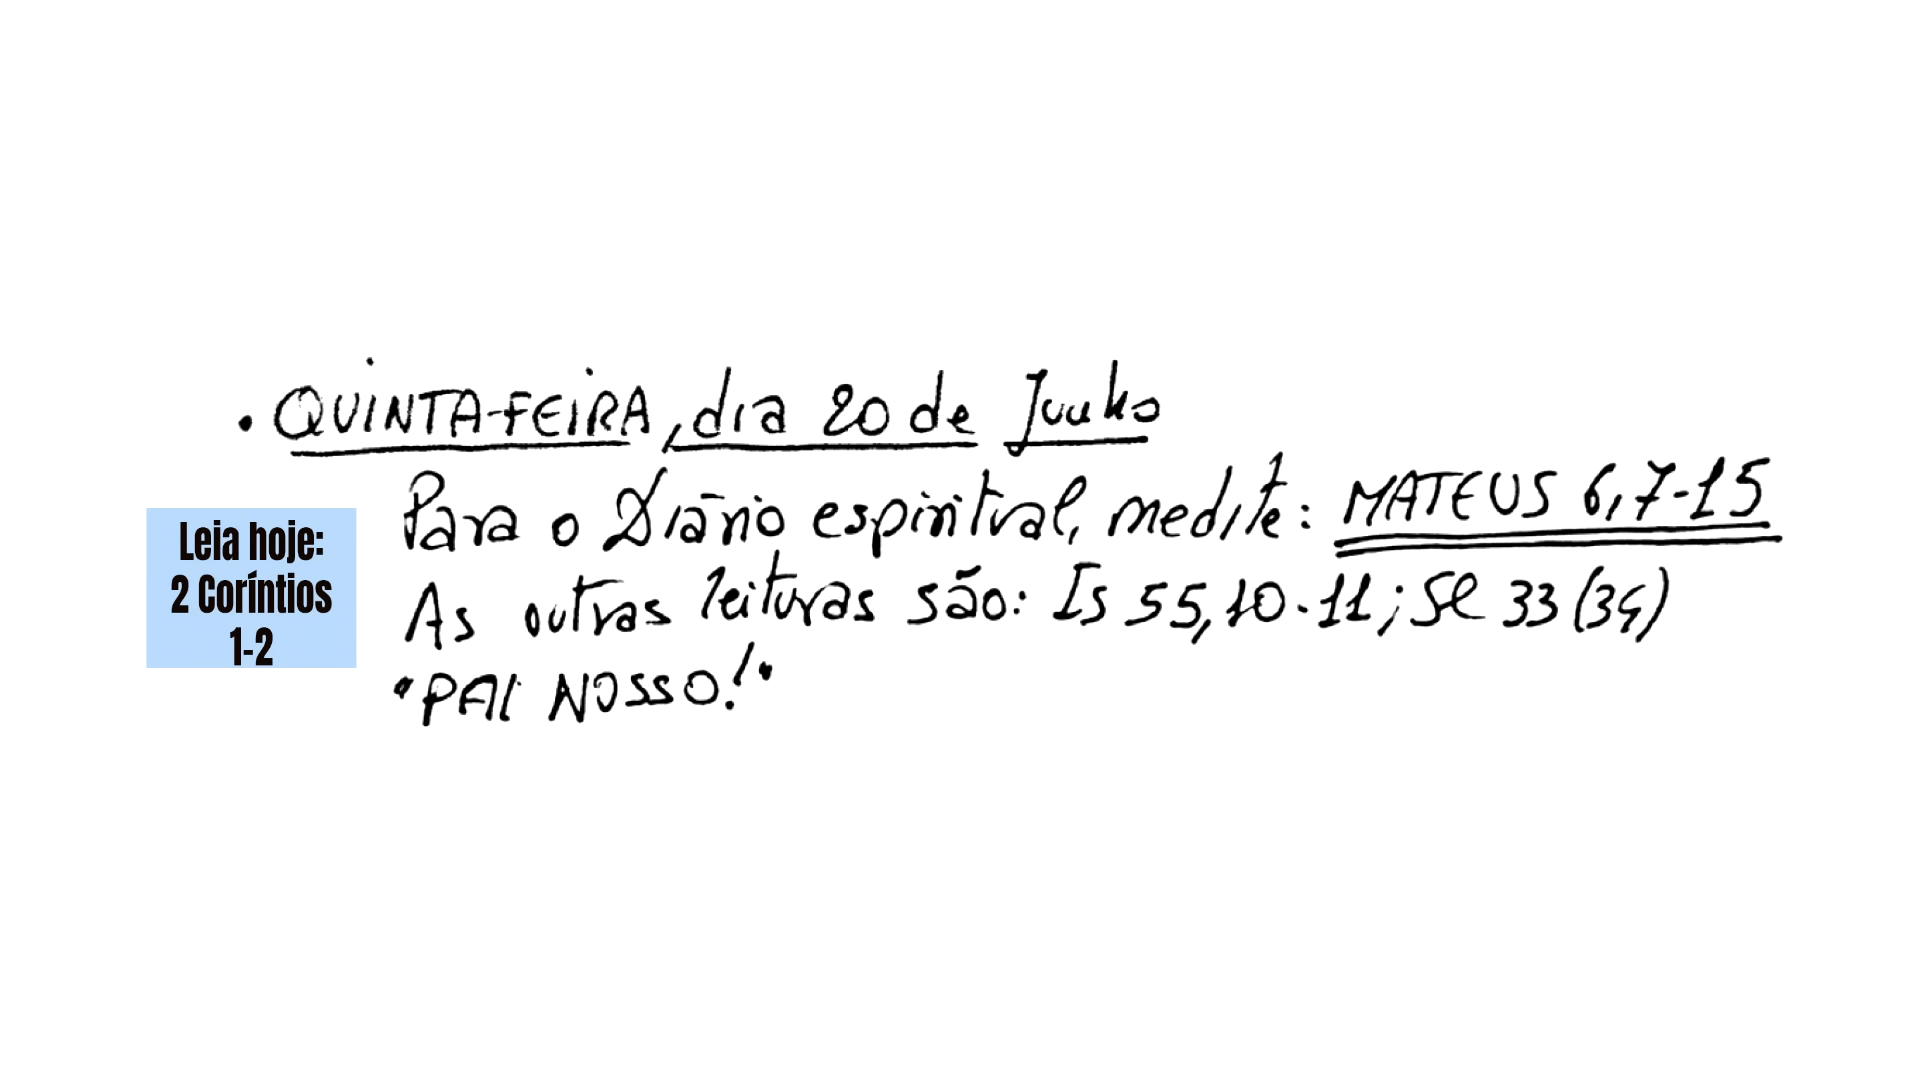 • QUINTA-FEIRA, dia 20 de Junho
Para o Diário espiritual, medite: MATEUS 6,7-15
As outras leituras são: Is 55,10-11; Sl 33 (34)
"PAI NOSSO!"
Leia hoje:
2 Coríntios
1-2